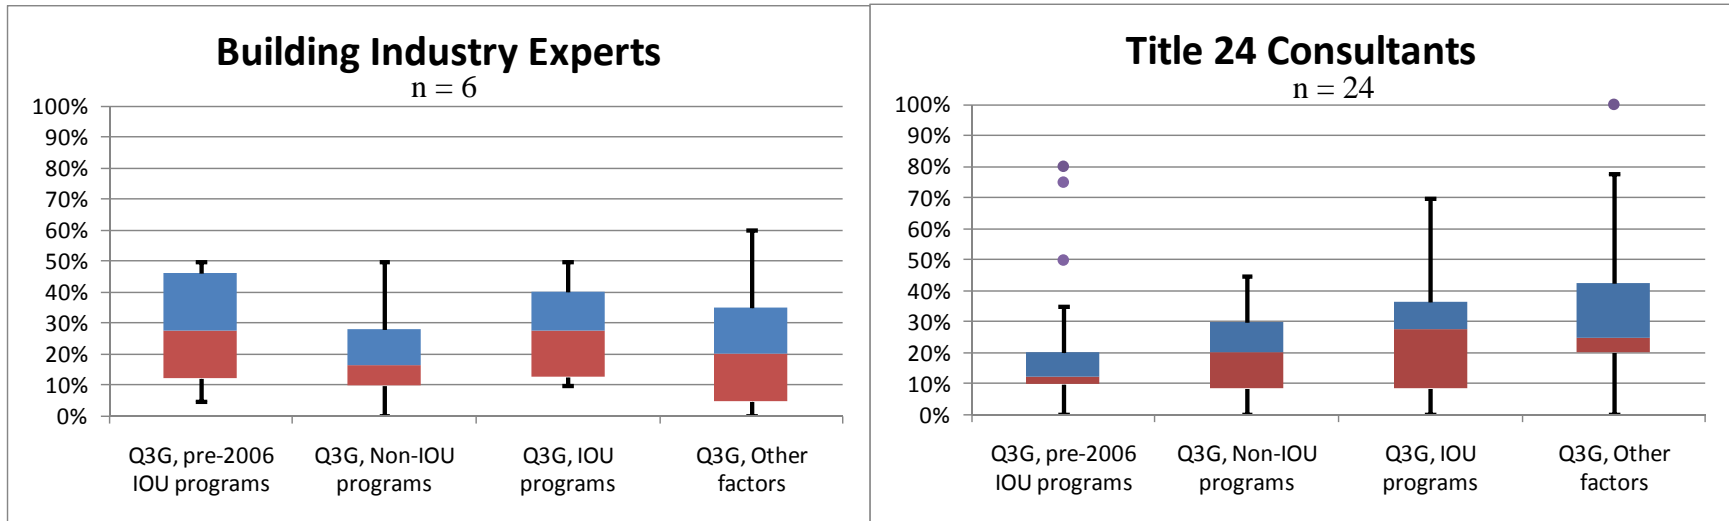 Building Industry Experts
n = 6
100%
90%
80%
70%
60%
50%
40%
30%
20%
10%
0%
Q3G, pre-2006
IOU programs
Q3G, Non-IOU
programs
Q3G, IOU
programs
Q3G, Other
factors
Title 24 Consultants
n = 24
100%
90%
80%
70%
60%
50%
40%
30%
20%
10%
0%
Q3G, pre-2006
IOU programs
Q3G, Non-IOU
programs
Q3G, IOU
programs
Q3G, Other
factors